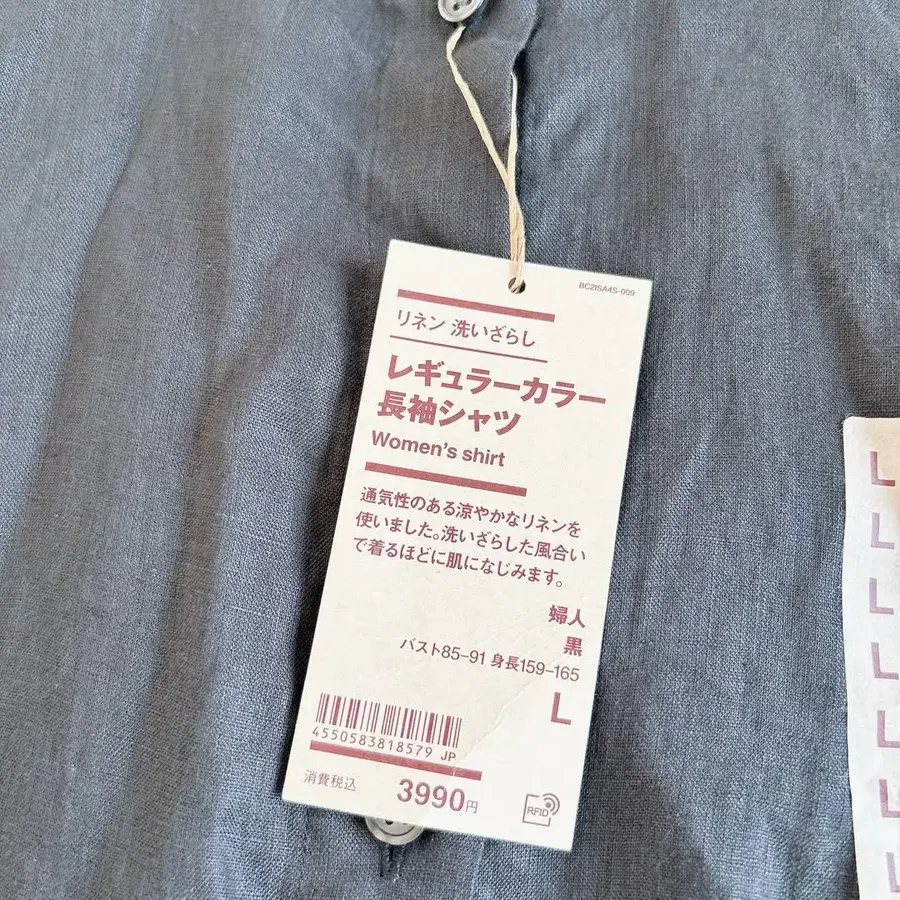 BC2ISA4S-009
リネン 洗いざらし
レギュラーカラー
長袖シャツ
Women's shirt
通気性のある涼やかなリネンを
使いました。洗いざらした風合い
で着るほどに肌になじみます。
婦人
黒
バスト85-91 身長159-165
L
4550583818579 JP
消費税込
3990円
RFID
L
L
L
L
L
L
L